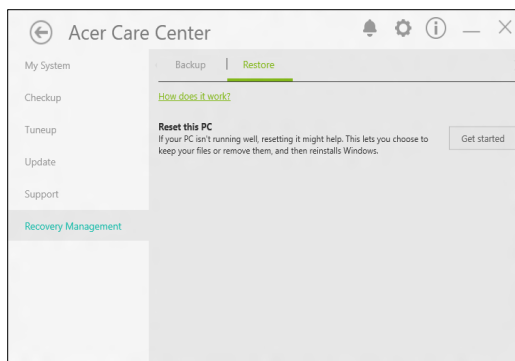 Acer Care Center
My System
Checkup
Tuneup
Update
Support
Recovery Management
Backup | Restore
How does it work?
Reset this PC
If your PC isn't running well, resetting it might help. This lets you choose to
keep your files or remove them, and then reinstalls Windows.
Get started